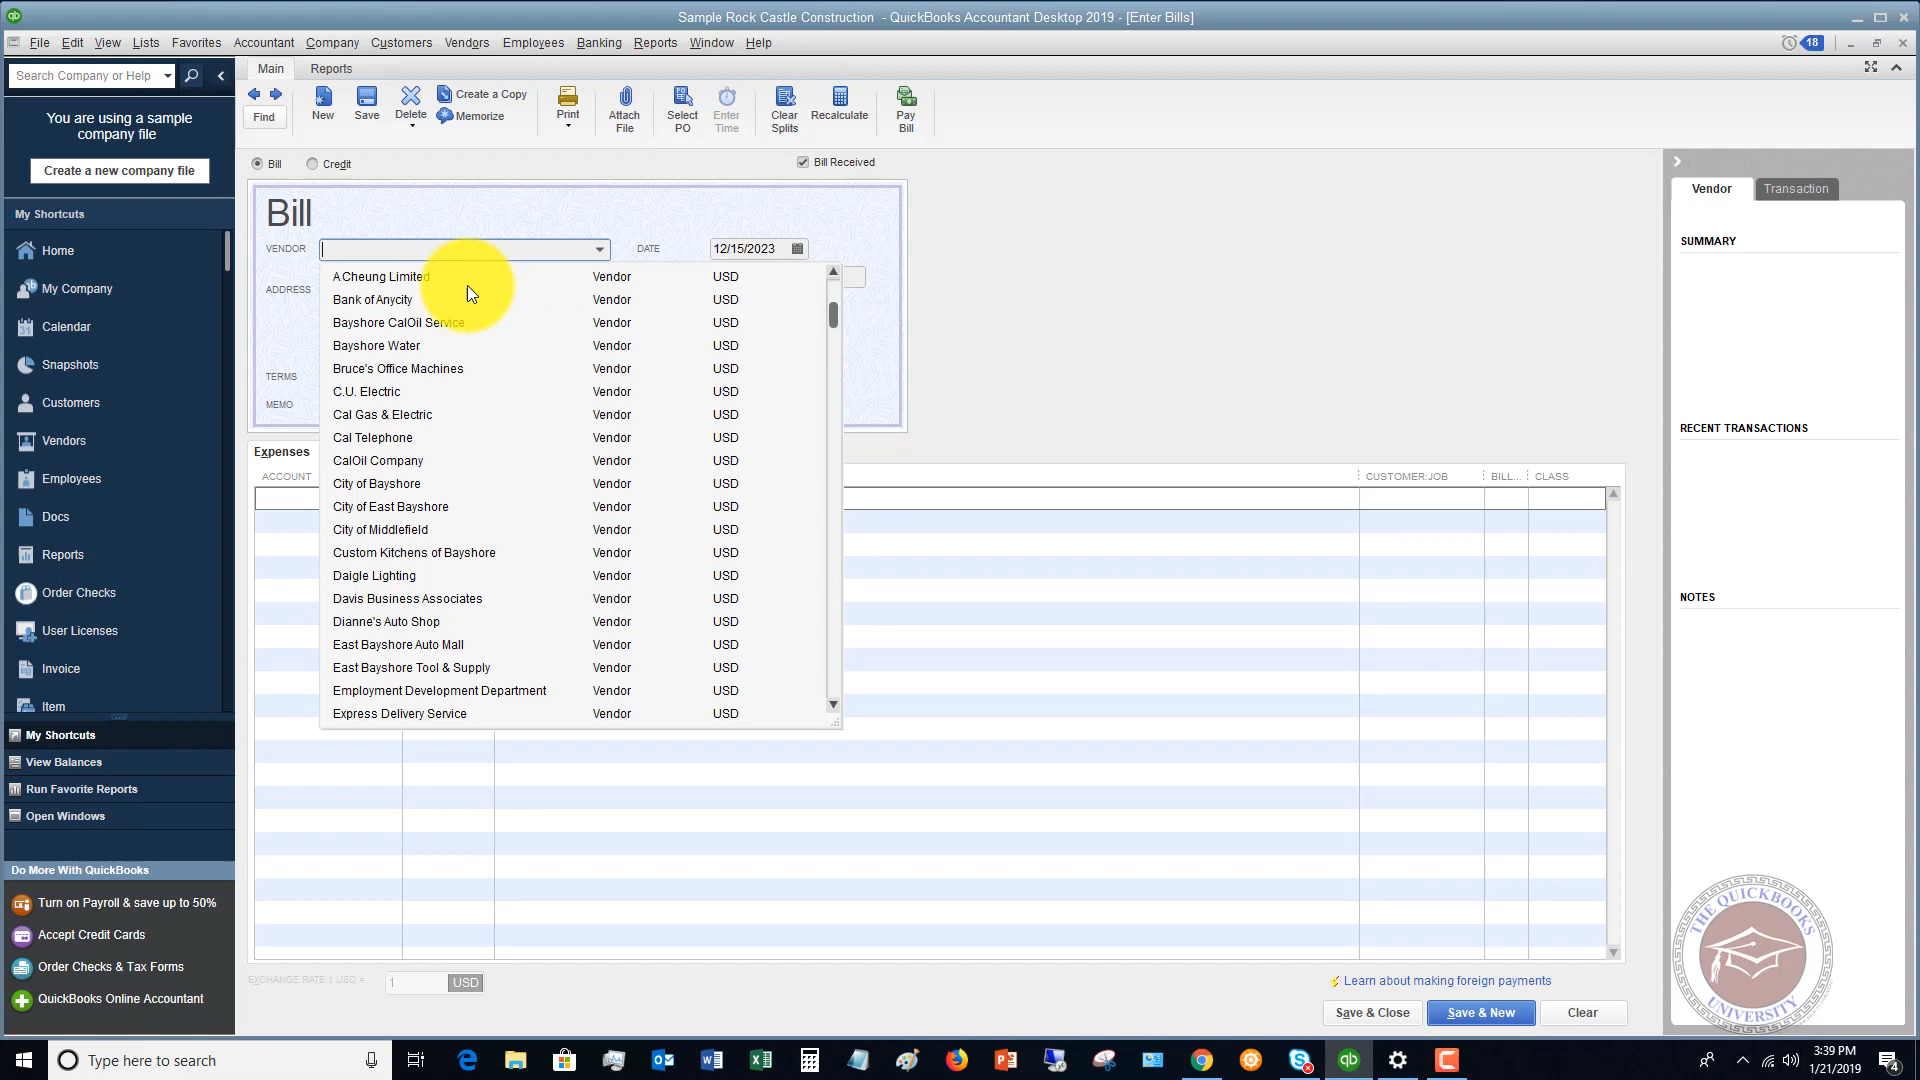 Sample Rock Castle Construction - QuickBooks Accountant Desktop 2019 - [Enter Bills]
File Edit View Lists Favorites Accountant Company Customers Vendors Employees Banking Reports Window Help 18
Search Company or Help
Main Reports
Find
New
Save
Delete
Create a Copy
Memorize
Print
Attach
File
Select
PO
Enter
Time
Clear
Splits
Recalculate
Pay
Bill
You are using a sample
company file
Create a new company file
My Shortcuts
Home
My Company
Calendar
Snapshots
Customers
Vendors
Employees
Docs
Reports
Order Checks
User Licenses
Invoice
Item
My Shortcuts
View Balances
Run Favorite Reports
Open Windows
Do More With QuickBooks
Turn on Payroll & save up to 50%
Accept Credit Cards
Order Checks & Tax Forms
QuickBooks Online Accountant
Bill Credit Bill Received
Bill
VENDOR DATE 12/15/2023
ADDRESS
TERMS
MEMO
A Cheung Limited Vendor USD
Bank of Anycity Vendor USD
Bayshore CalOil Service Vendor USD
Bayshore Water Vendor USD
Bruce's Office Machines Vendor USD
C.U. Electric Vendor USD
Cal Gas & Electric Vendor USD
Cal Telephone Vendor USD
CalOil Company Vendor USD
City of Bayshore Vendor USD
City of East Bayshore Vendor USD
City of Middlefield Vendor USD
Custom Kitchens of Bayshore Vendor USD
Daigle Lighting Vendor USD
Davis Business Associates Vendor USD
Dianne's Auto Shop Vendor USD
East Bayshore Auto Mall Vendor USD
East Bayshore Tool & Supply Vendor USD
Employment Development Department Vendor USD
Express Delivery Service Vendor USD
Expenses
ACCOUNT CUSTOMER:JOB BILL... CLASS
EXCHANGE RATE 1 USD = 1 USD
Learn about making foreign payments
Save & Close Save & New Clear
Vendor Transaction
SUMMARY
RECENT TRANSACTIONS
NOTES
THE QUICKBOOKS
UNIVERSITY
Type here to search
3:39 PM
1/21/2019
4